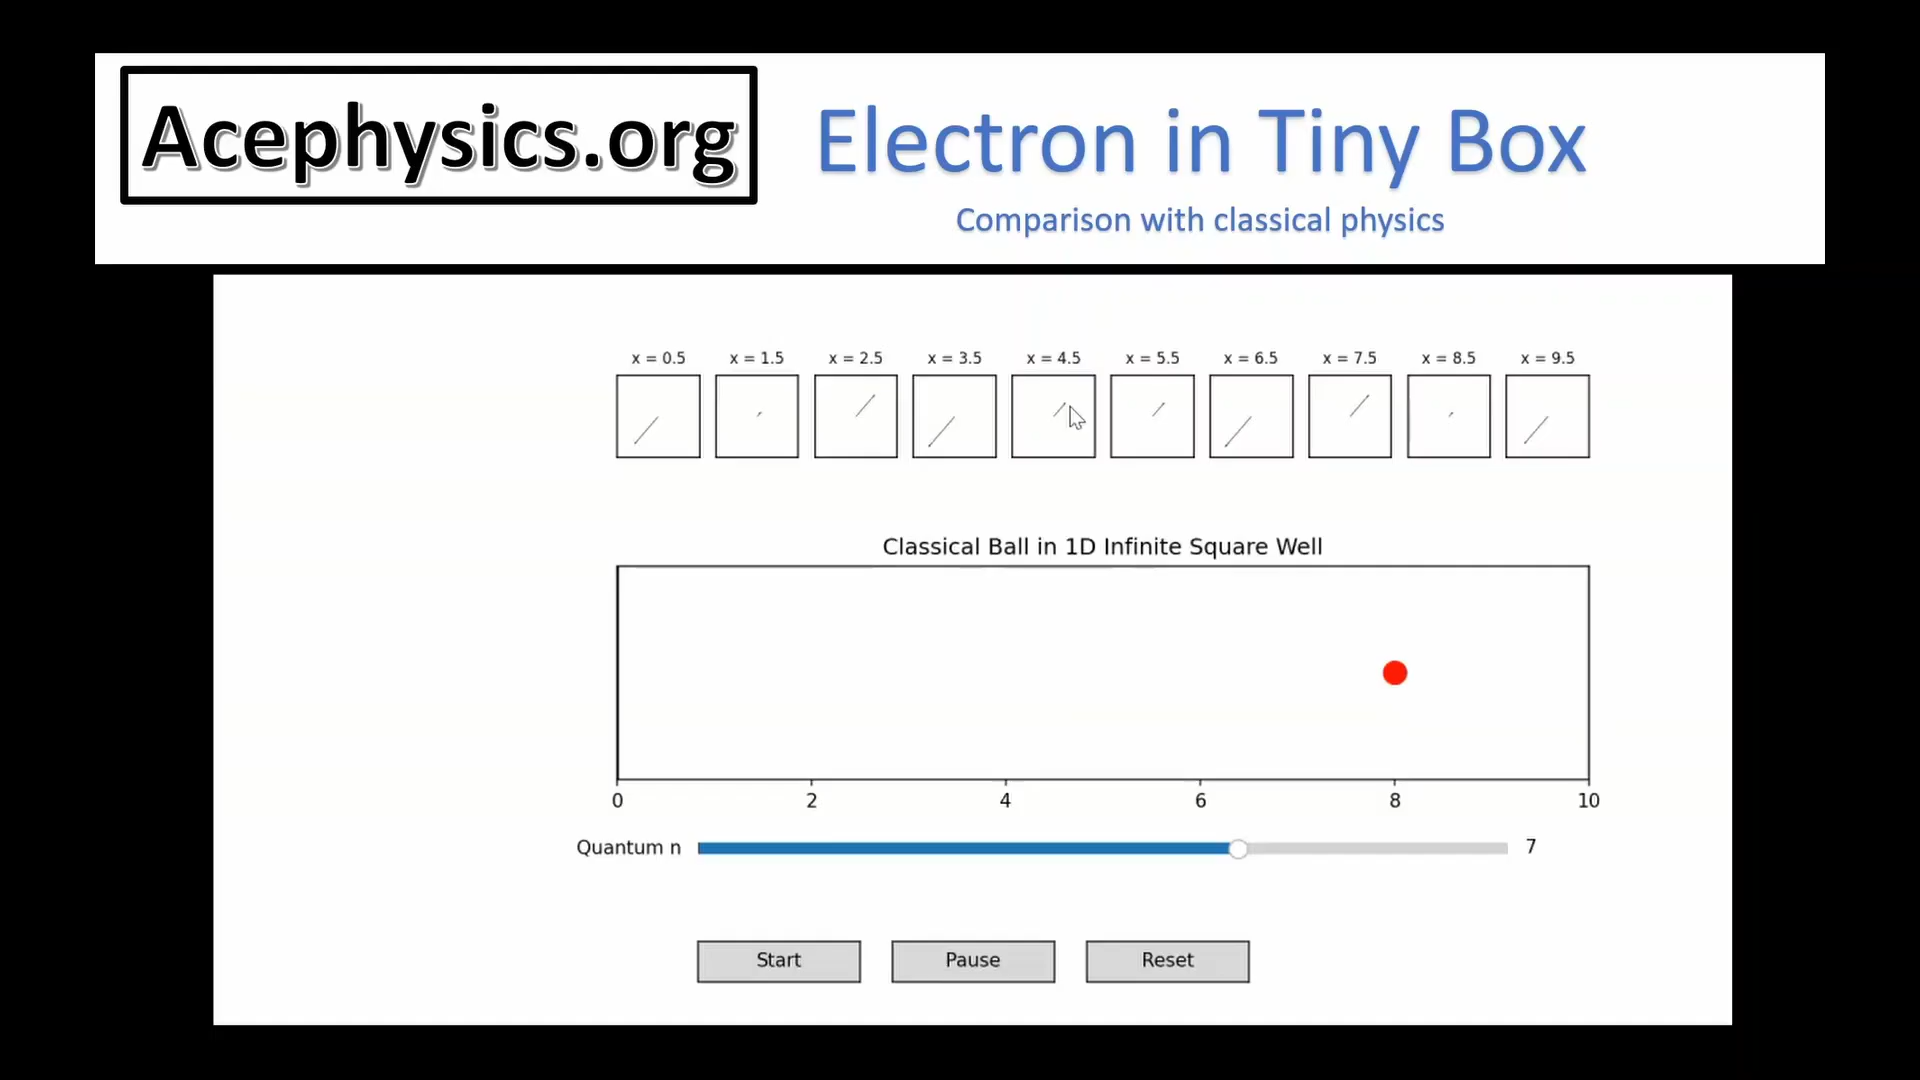 Acephysics.org
Electron in Tiny Box
Comparison with classical physics
x = 0.5 x = 1.5 x = 2.5 x = 3.5 x = 4.5 x = 5.5 x = 6.5 x = 7.5 x = 8.5 x = 9.5
Classical Ball in 1D Infinite Square Well
0 2 4 6 8 10
Quantum n 7
Start Pause Reset